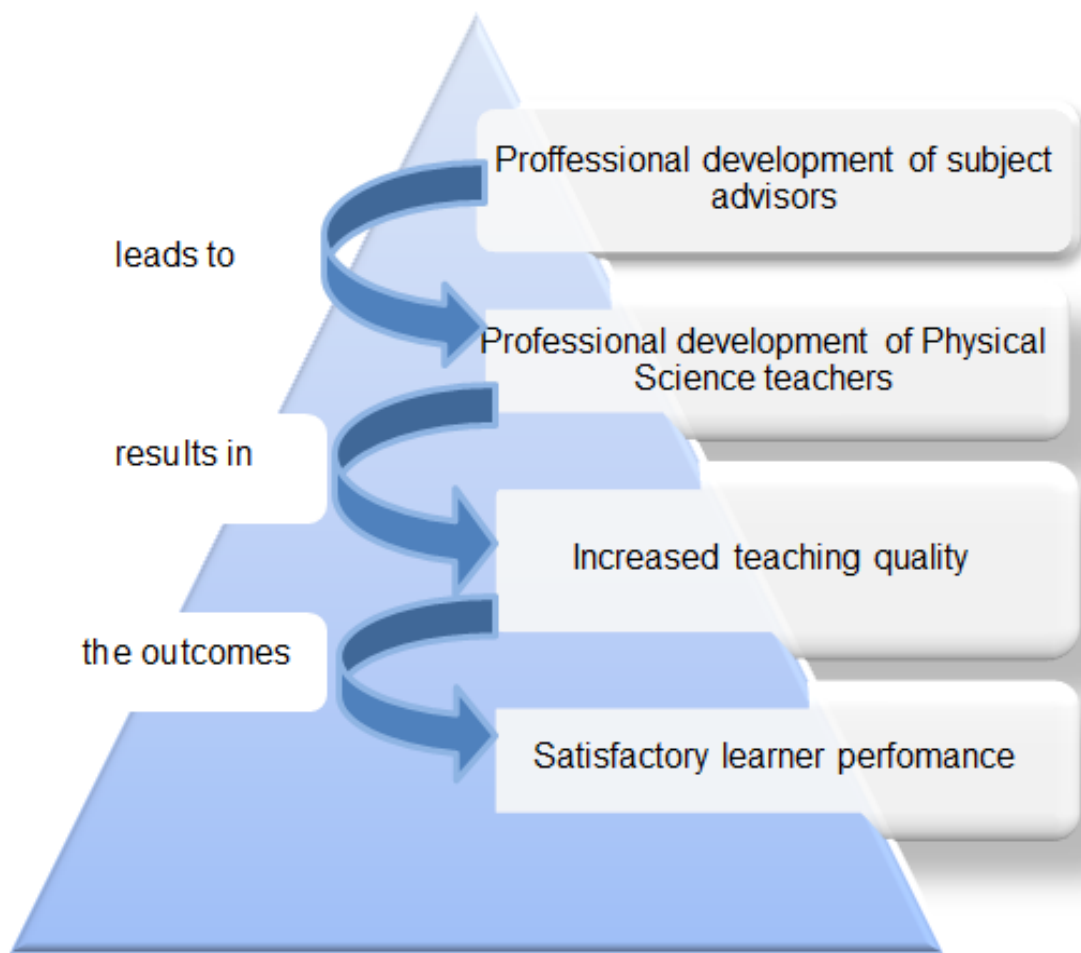 Proffessional development of subject
advisors
leads to
Professional development of Physical
Science teachers
results in
Increased teaching quality
the outcomes
Satisfactory learner perfomance